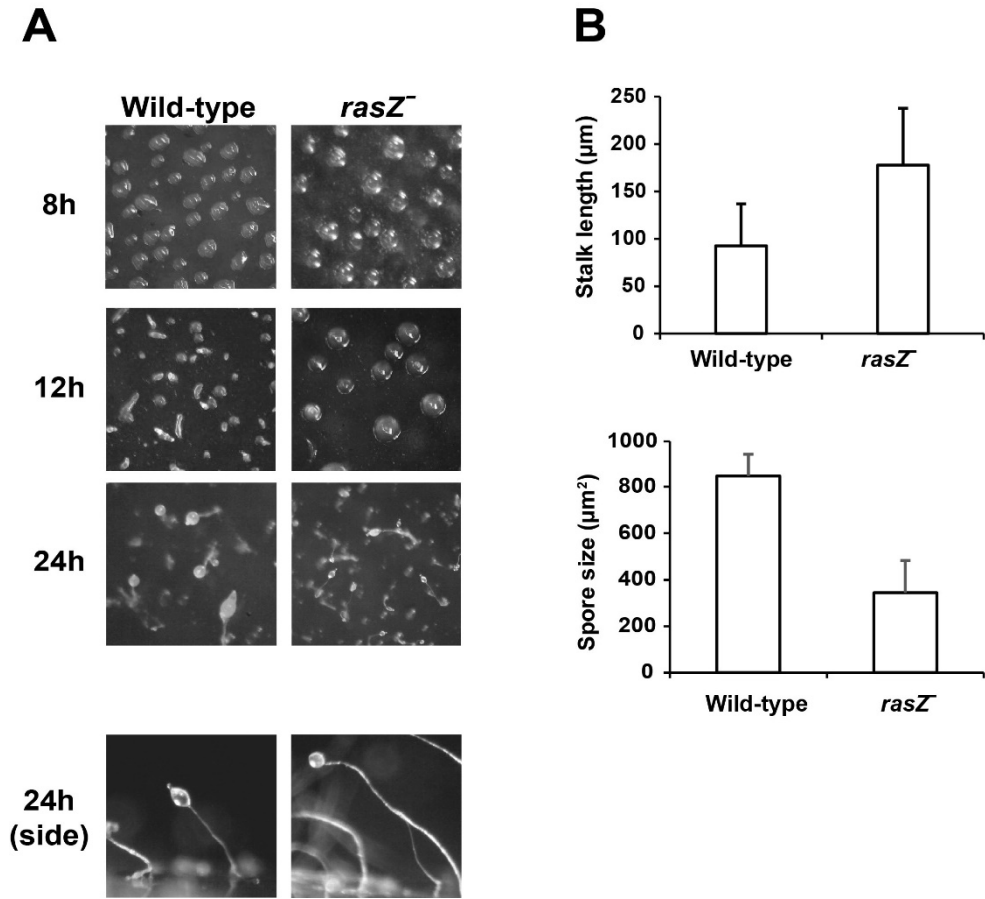 A
B
Wild-type
rasZ⁻
8h
12h
24h
24h
(side)
Stalk length (µm)
250
200
150
100
50
0
Wild-type
rasZ⁻
Spore size (µm²)
1000
800
600
400
200
0
Wild-type
rasZ⁻